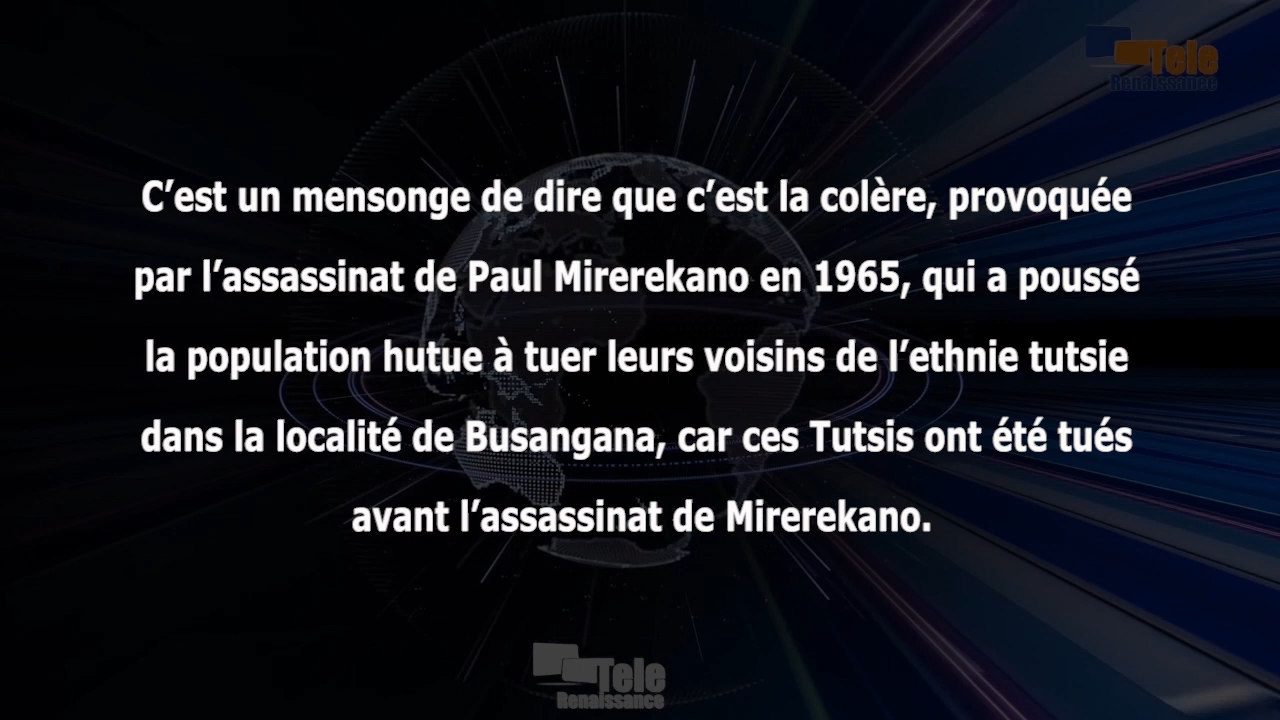 Tele
Renaissance
C’est un mensonge de dire que c’est la colère, provoquée
par l’assassinat de Paul Mirerekano en 1965, qui a poussé
la population hutue à tuer leurs voisins de l’ethnie tutsie
dans la localité de Busangana, car ces Tutsis ont été tués
avant l’assassinat de Mirerekano.
Tele
Renaissance